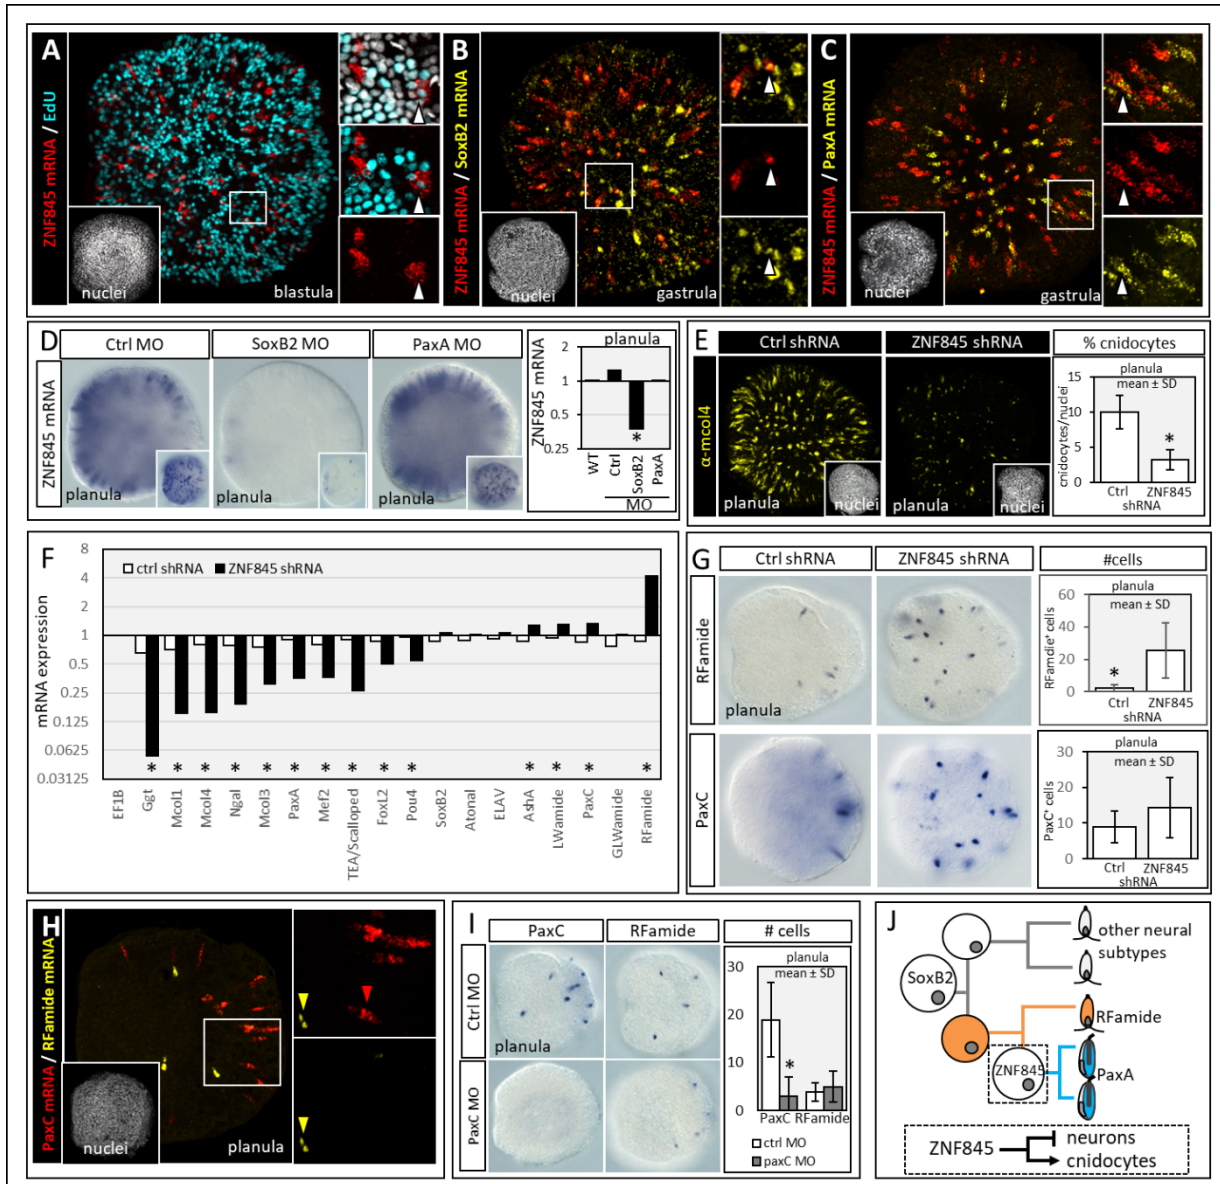 A
ZNF845 mRNA / EdU
nuclei
blastula
B
ZNF845 mRNA / SoxB2 mRNA
nuclei
gastrula
C
ZNF845 mRNA / PaxA mRNA
nuclei
gastrula
D
Ctrl MO
SoxB2 MO
PaxA MO
ZNF845 mRNA
planula
planula
planula
planula
ZNF845 mRNA
2
1
0.5
0.25
*
WT
Ctrl
SoxB2
PaxA
MO
E
Ctrl shRNA
ZNF845 shRNA
% cnidocytes
α-mcol4
planula
nuclei
planula
nuclei
planula
mean ± SD
cnidocytes/nuclei
15
10
5
0
*
Ctrl
ZNF845
shRNA
F
ctrl shRNA
ZNF845 shRNA
mRNA expression
8
4
2
1
0.5
0.25
0.125
0.0625
0.03125
* * * * * * * * * * * * * *
EF1B
Ggt
Mcol1
Mcol4
Ngal
Mcol3
PaxA
Mef2
TEA/Scalloped
FoxL2
Pou4
SoxB2
Atonal
ELAV
AshA
LWamide
PaxC
GLWamide
RFamide
G
Ctrl shRNA
ZNF845 shRNA
#cells
RFamide
planula
planula
mean ± SD
RFamdie⁺ cells
60
40
20
0
*
Ctrl
ZNF845
shRNA
PaxC
planula
mean ± SD
PaxC⁺ cells
30
20
10
0
Ctrl
ZNF845
shRNA
H
PaxC mRNA / RFamide mRNA
nuclei
planula
I
PaxC
RFamide
# cells
Ctrl MO
planula
PaxC MO
planula
mean ± SD
30
20
10
0
*
PaxC RFamide
ctrl MO
paxC MO
J
SoxB2
other neural
subtypes
RFamide
ZNF845
PaxA
ZNF845
neurons
cnidocytes